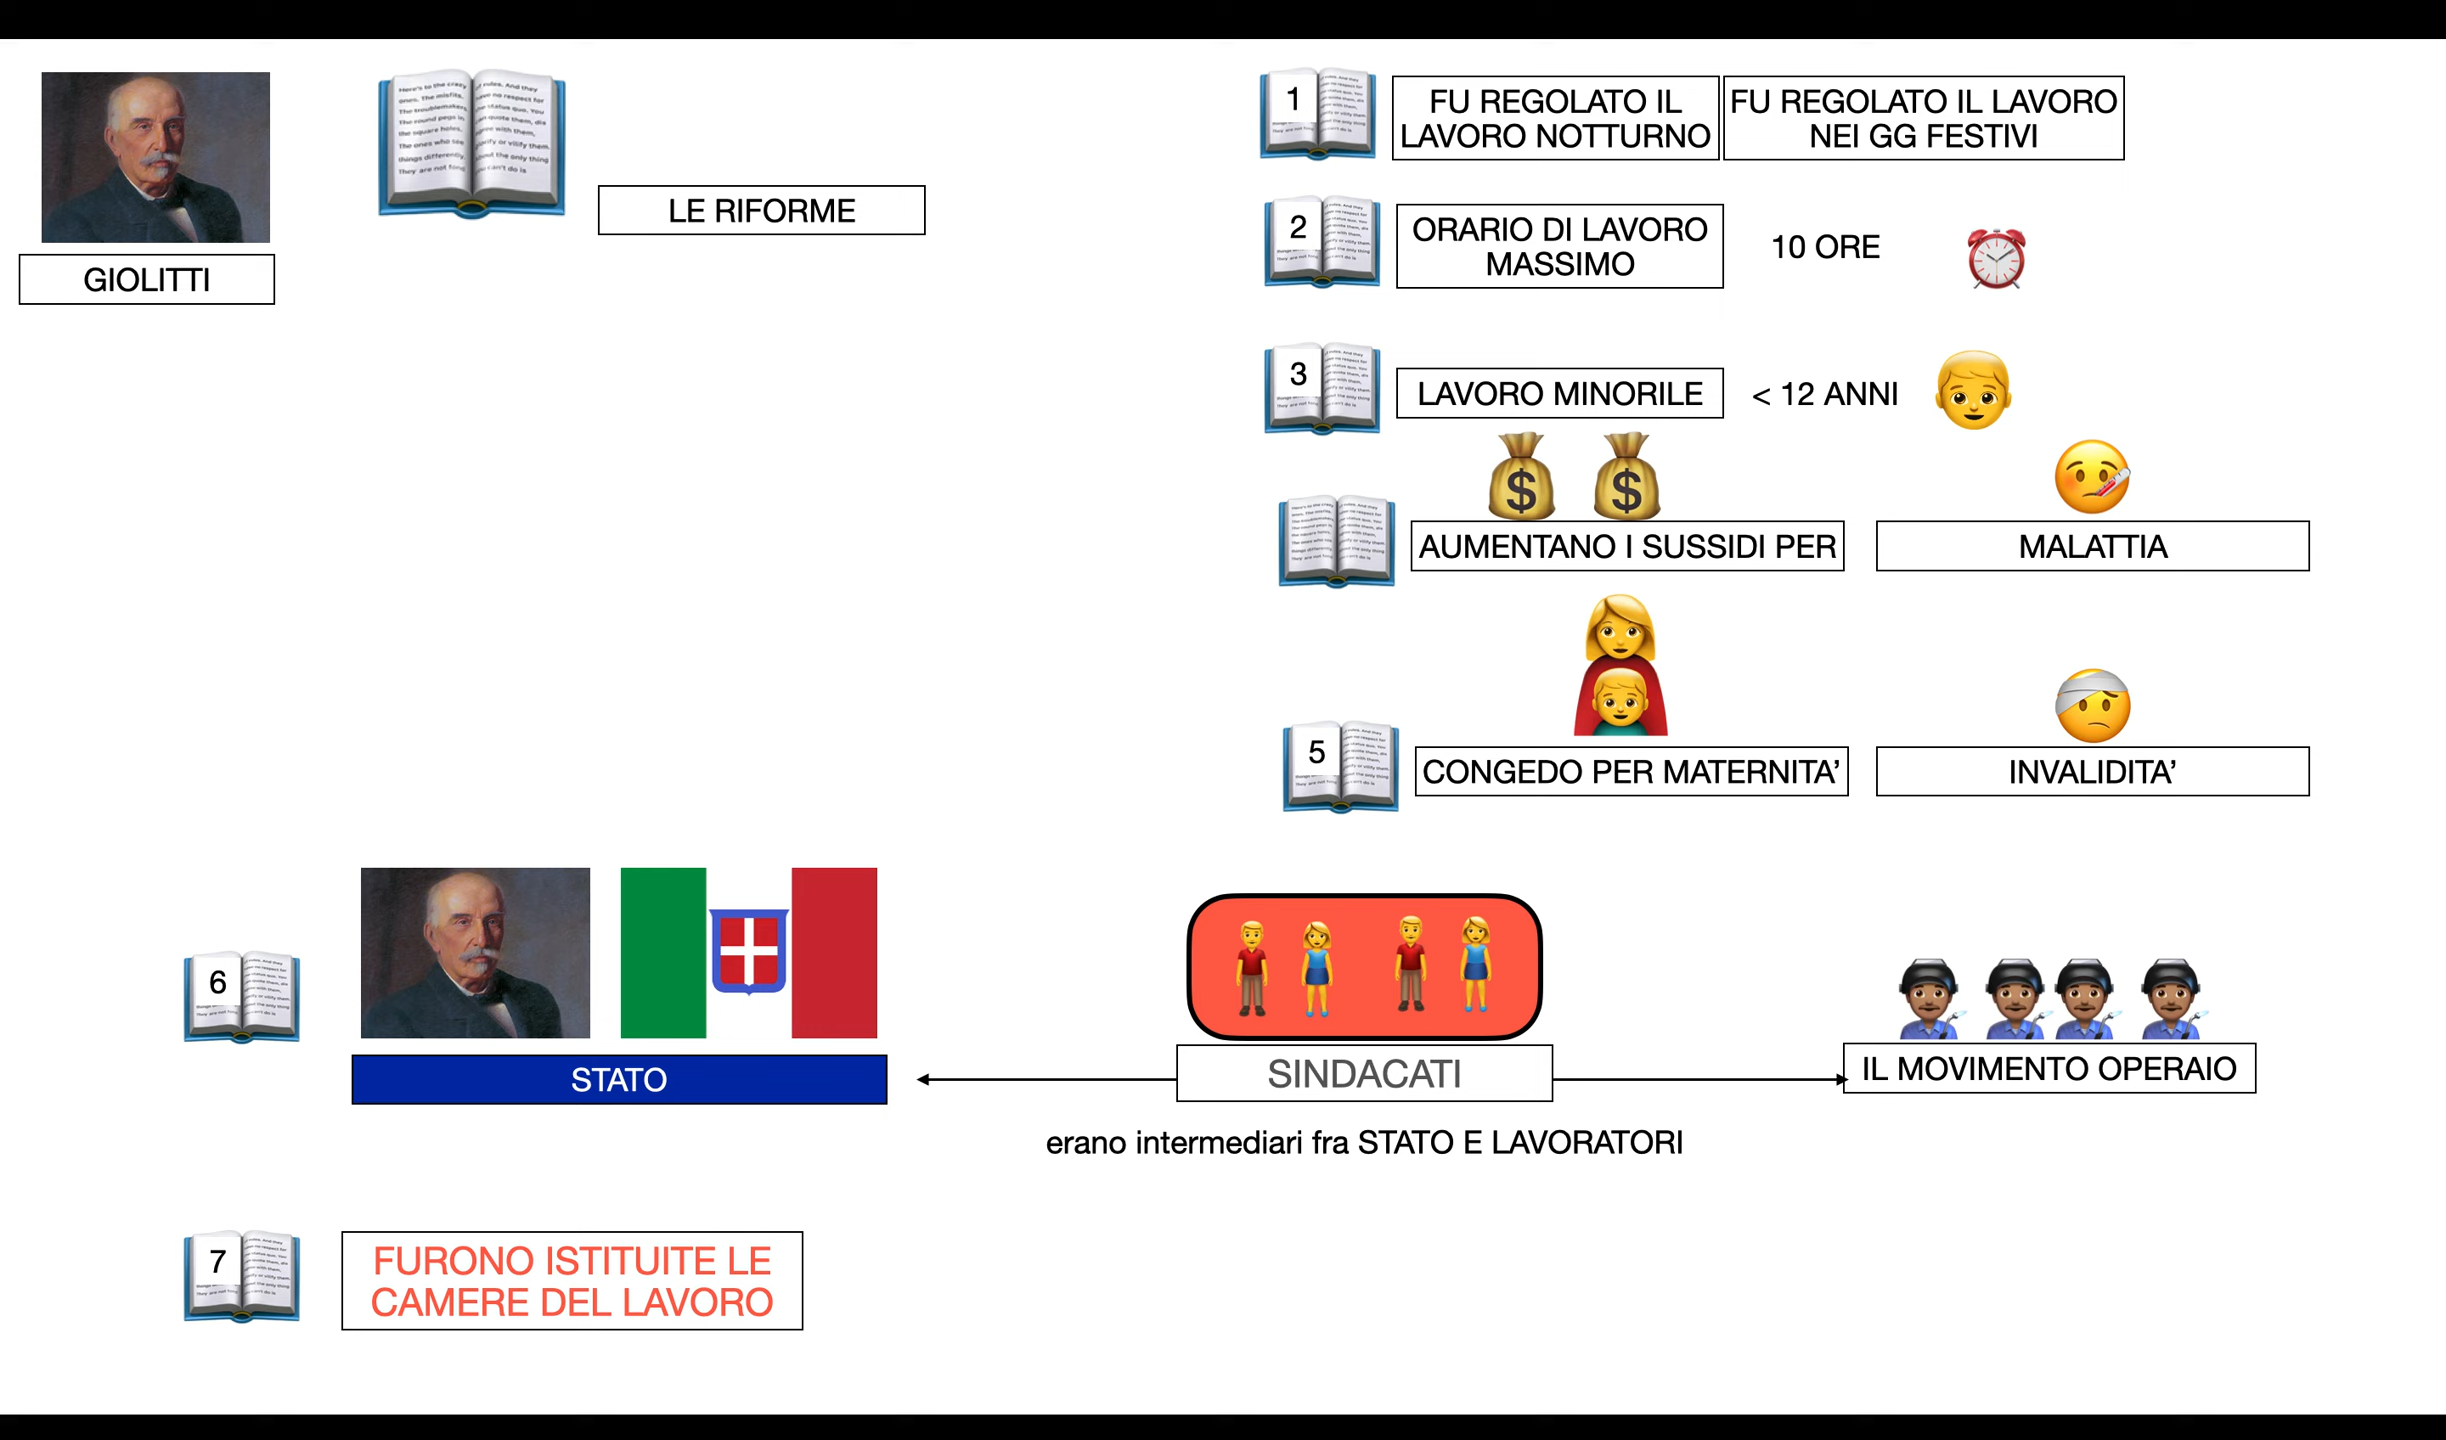 GIOLITTI
LE RIFORME
1
FU REGOLATO IL
LAVORO NOTTURNO
FU REGOLATO IL LAVORO
NEI GG FESTIVI
2
ORARIO DI LAVORO
MASSIMO
10 ORE
3
LAVORO MINORILE
< 12 ANNI
$ $
AUMENTANO I SUSSIDI PER
MALATTIA
5
CONGEDO PER MATERNITA’
INVALIDITA’
6
STATO
SINDACATI
IL MOVIMENTO OPERAIO
erano intermediari fra STATO E LAVORATORI
7
FURONO ISTITUITE LE
CAMERE DEL LAVORO